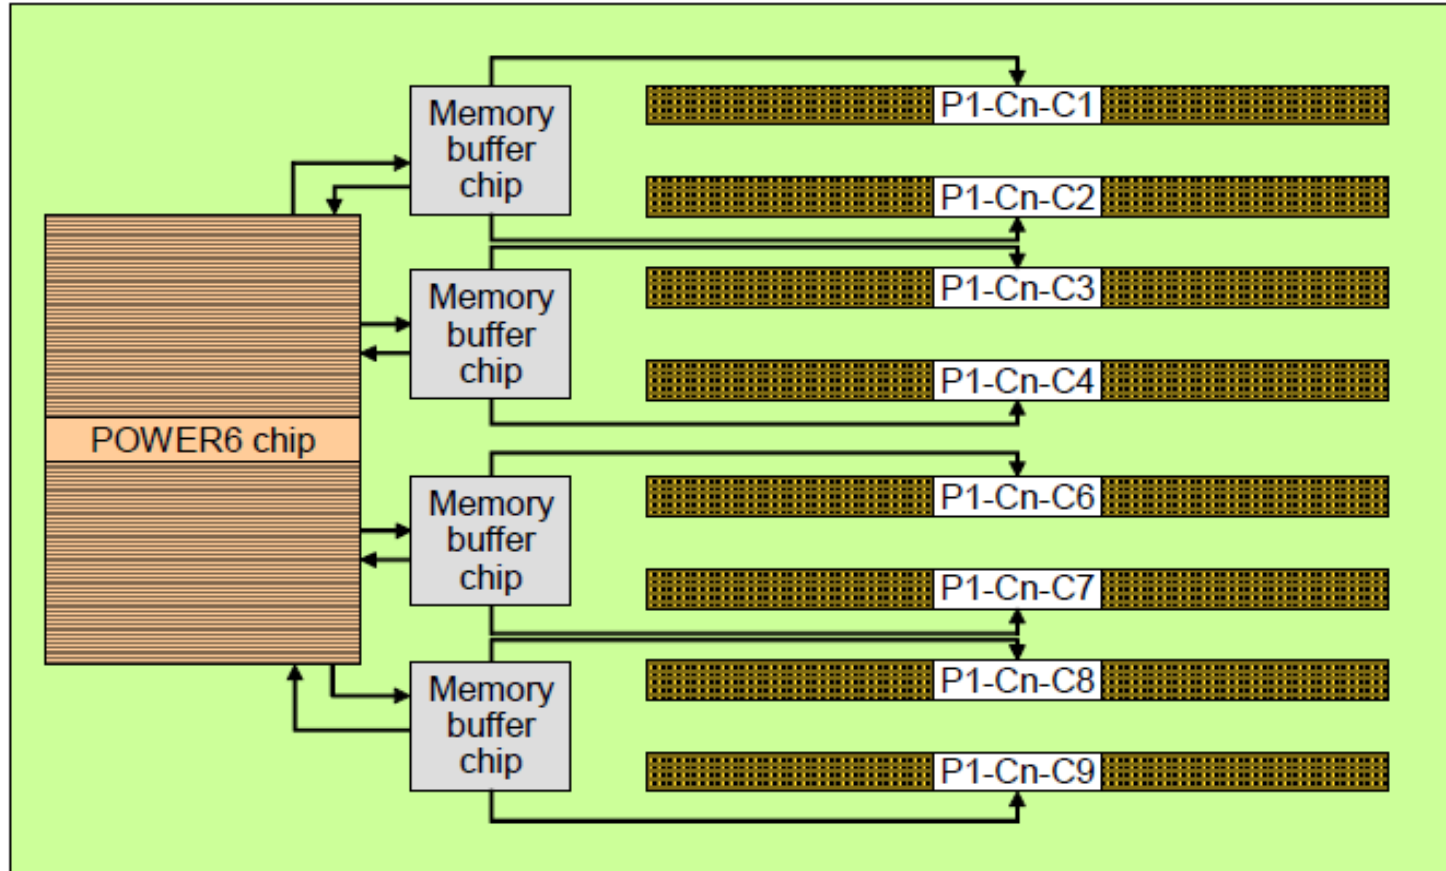 Memory
buffer
chip
P1-Cn-C1
P1-Cn-C2
Memory
buffer
chip
P1-Cn-C3
P1-Cn-C4
POWER6 chip
Memory
buffer
chip
P1-Cn-C6
P1-Cn-C7
Memory
buffer
chip
P1-Cn-C8
P1-Cn-C9